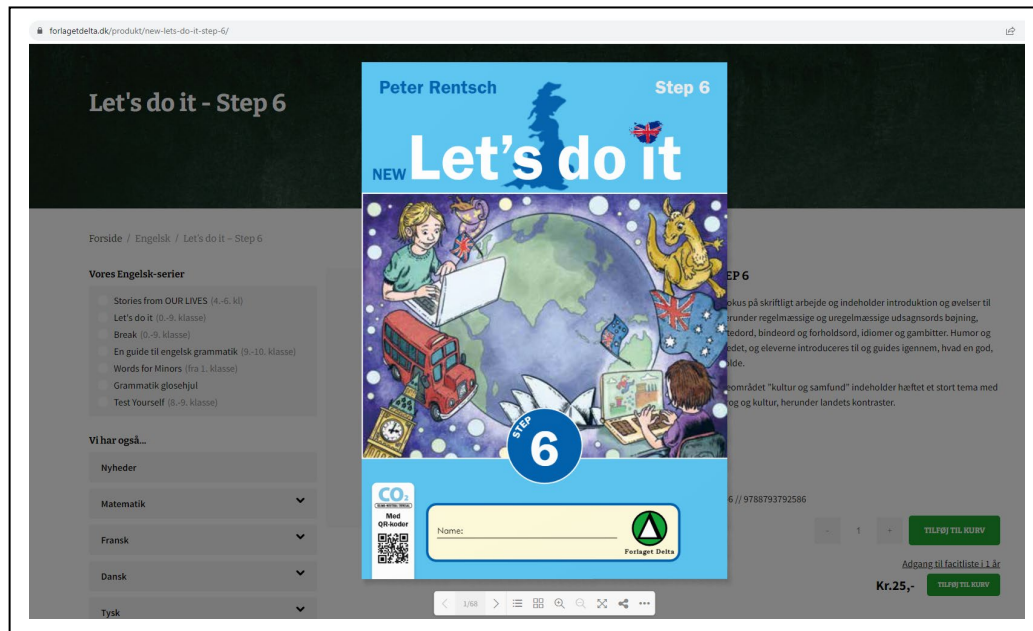 forlagetdelta.dk/produkt/new-lets-do-it-step-6/
Let's do it - Step 6
Peter Rentsch
Step 6
NEW Let's do it
STEP
6
CO₂
Med
QR-koder
Name:
Forlaget Delta
Forside / Engelsk / Let's do it – Step 6
Vores Engelsk-serier
Stories from OUR LIVES (4.-6. kl)
Let's do it (0.-9. klasse)
Break (0.-9. klasse)
En guide til engelsk grammatik (9.-10. klasse)
Words for Minors (fra 1. klasse)
Grammatik glosehjul
Test Yourself (8.-9. klasse)
Vi har også...
Nyheder
Matematik
Fransk
Dansk
Tysk
EP 6
okus på skriftligt arbejde og indeholder introduktion og øvelser til
erunder regelmæssige og uregelmæssige udsagnsords bøjning,
tedord, bindeord og forholdsord, idiomer og gambitter. Humor og
edet, og eleverne introduceres til og guides igennem, hvad en god,
olde.
eområdet "kultur og samfund" indeholder hæftet et stort tema med
rog og kultur, herunder landets kontraster.
6 // 9788793792586
- 1 +
TILFØJ TIL KURV
Adgang til facitliste i 1 år
Kr.25,-
TILFØJ TIL KURV
1/68